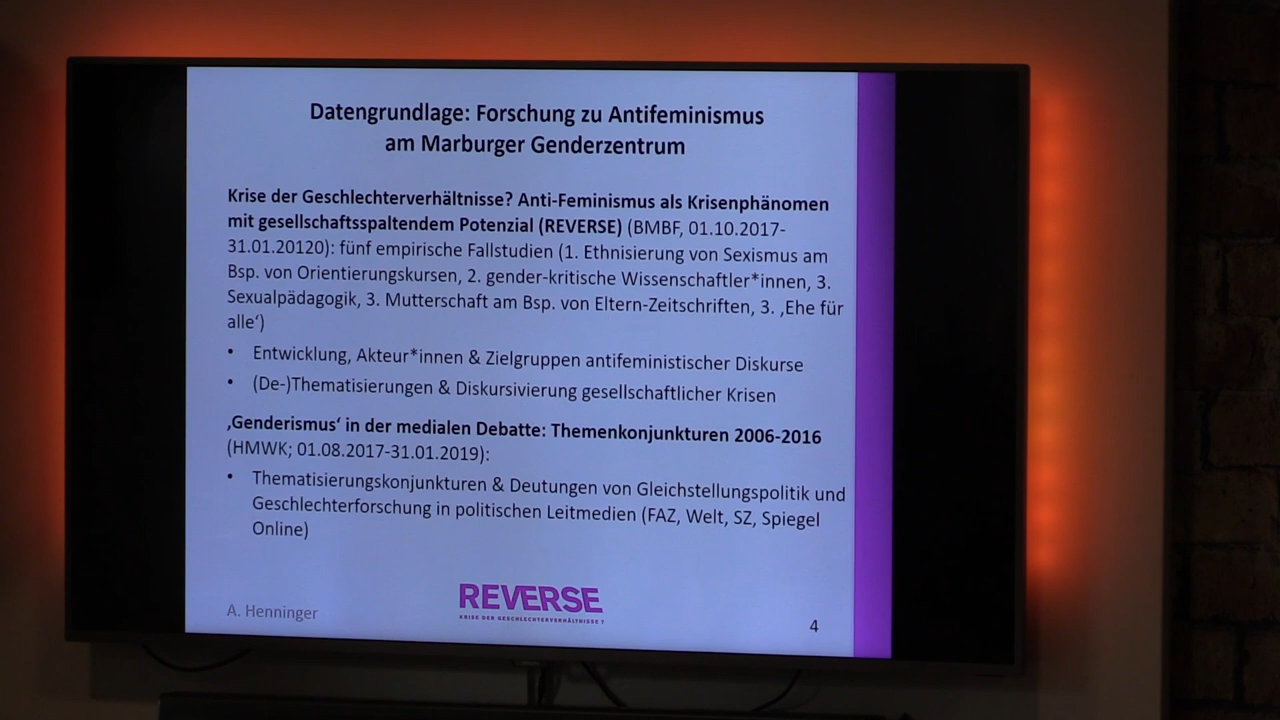 Datengrundlage: Forschung zu Antifeminismus
am Marburger Genderzentrum
Krise der Geschlechterverhältnisse? Anti-Feminismus als Krisenphänomen
mit gesellschaftsspaltendem Potenzial (REVERSE) (BMBF, 01.10.2017-
31.01.20120): fünf empirische Fallstudien (1. Ethnisierung von Sexismus am
Bsp. von Orientierungskursen, 2. gender-kritische Wissenschaftler*innen, 3.
Sexualpädagogik, 3. Mutterschaft am Bsp. von Eltern-Zeitschriften, 3. ‚Ehe für
alle‘)
• Entwicklung, Akteur*innen & Zielgruppen antifeministischer Diskurse
• (De-)Thematisierungen & Diskursivierung gesellschaftlicher Krisen
‚Genderismus‘ in der medialen Debatte: Themenkonjunkturen 2006-2016
(HMWK; 01.08.2017-31.01.2019):
• Thematisierungskonjunkturen & Deutungen von Gleichstellungspolitik und
Geschlechterforschung in politischen Leitmedien (FAZ, Welt, SZ, Spiegel
Online)
REVERSE
KRISE DER GESCHLECHTERVERHÄLTNISSE ?
A. Henninger
4